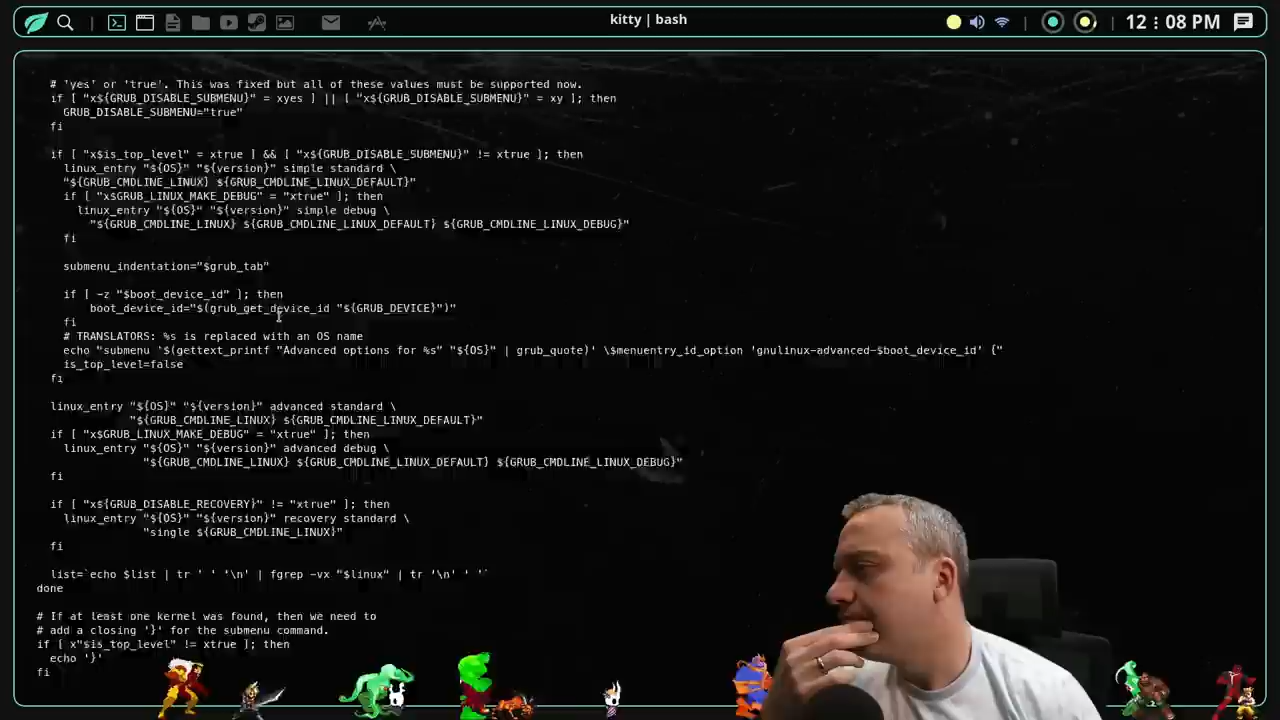 kitty | bash
12 : 08 PM
# 'yes' or 'true'. This was fixed but all of these values must be supported now.
if [ "x${GRUB_DISABLE_SUBMENU}" = xyes ] || [ "x${GRUB_DISABLE_SUBMENU}" = xy ]; then
GRUB_DISABLE_SUBMENU="true"
fi
if [ "x$is_top_level" = xtrue ] && [ "x${GRUB_DISABLE_SUBMENU}" != xtrue ]; then
linux_entry "${OS}" "${version}" simple standard \
"${GRUB_CMDLINE_LINUX} ${GRUB_CMDLINE_LINUX_DEFAULT}"
if [ "x$GRUB_LINUX_MAKE_DEBUG" = "xtrue" ]; then
linux_entry "${OS}" "${version}" simple debug \
"${GRUB_CMDLINE_LINUX} ${GRUB_CMDLINE_LINUX_DEFAULT} ${GRUB_CMDLINE_LINUX_DEBUG}"
fi
submenu_indentation="$grub_tab"
if [ -z "$boot_device_id" ]; then
boot_device_id="$(grub_get_device_id "${GRUB_DEVICE}")"
fi
# TRANSLATORS: %s is replaced with an OS name
echo "submenu '$(gettext_printf "Advanced options for %s" "${OS}" | grub_quote)' \$menuentry_id_option 'gnulinux-advanced-$boot_device_id' {"
is_top_level=false
fi
linux_entry "${OS}" "${version}" advanced standard \
"${GRUB_CMDLINE_LINUX} ${GRUB_CMDLINE_LINUX_DEFAULT}"
if [ "x$GRUB_LINUX_MAKE_DEBUG" = "xtrue" ]; then
linux_entry "${OS}" "${version}" advanced debug \
"${GRUB_CMDLINE_LINUX} ${GRUB_CMDLINE_LINUX_DEFAULT} ${GRUB_CMDLINE_LINUX_DEBUG}"
fi
if [ "x${GRUB_DISABLE_RECOVERY}" != "xtrue" ]; then
linux_entry "${OS}" "${version}" recovery standard \
"single ${GRUB_CMDLINE_LINUX}"
fi
list=`echo $list | tr ' ' '\n' | fgrep -vx "$linux" | tr '\n' ' '`
done
# If at least one kernel was found, then we need to
# add a closing '}' for the submenu command.
if [ x"$is_top_level" != xtrue ]; then
echo '}'
fi